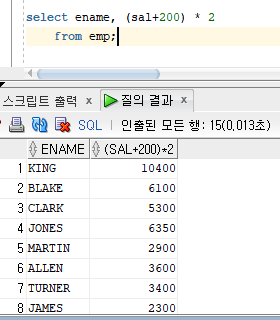 select ename, (sal+200) * 2
from emp;
스크립트 출력 x 질의 결과 x
SQL | 인출된 모든 행: 15(0,013초)
ENAME (SAL+200)*2
1 KING 10400
2 BLAKE 6100
3 CLARK 5300
4 JONES 6350
5 MARTIN 2900
6 ALLEN 3600
7 TURNER 3400
8 JAMES 2300